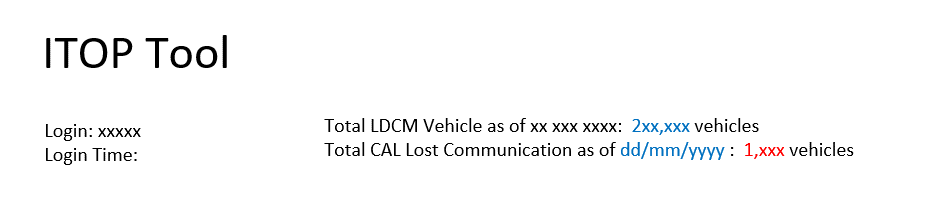 ITOP Tool
Login: xxxxx
Login Time:
Total LDCM Vehicle as of xx xxx xxxx: 2xx,xxx vehicles
Total CAL Lost Communication as of dd/mm/yyyy : 1,xxx vehicles